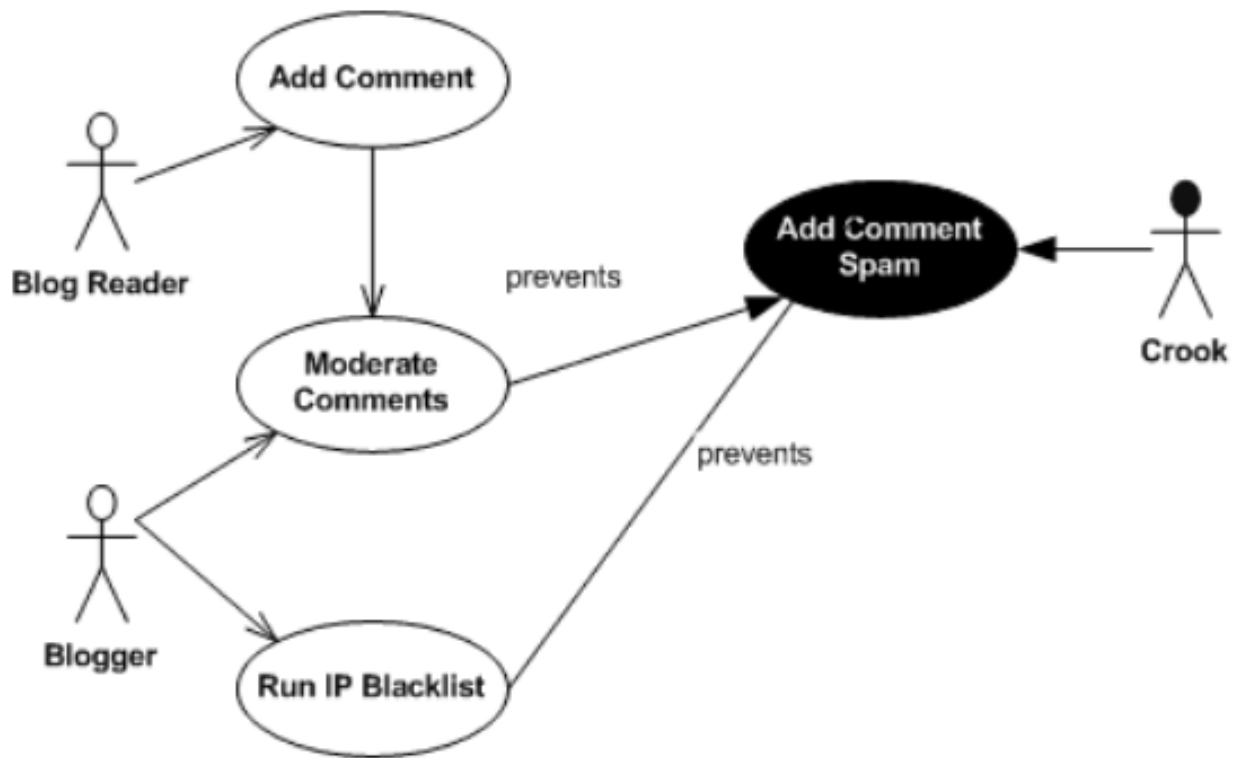 Add Comment
Blog Reader
Add Comment
Spam
prevents
Crook
Moderate
Comments
prevents
Blogger
Run IP Blacklist